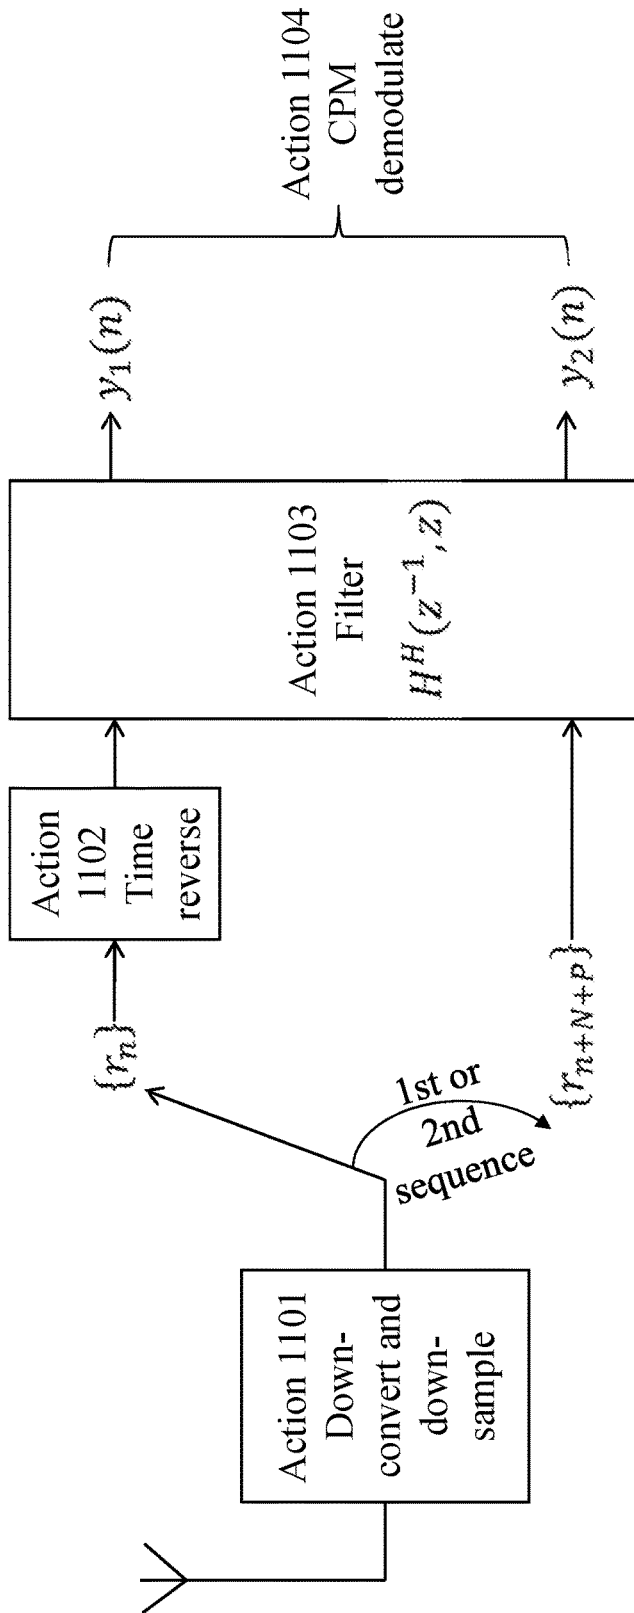 Action 1101
Down-
convert and
down-
sample
1st or
2nd
sequence
{r_n}
{r_{n+N+P}}
Action
1102
Time
reverse
Action 1103
Filter
H^H(z^{-1}, z)
y_1(n)
y_2(n)
Action 1104
CPM
demodulate